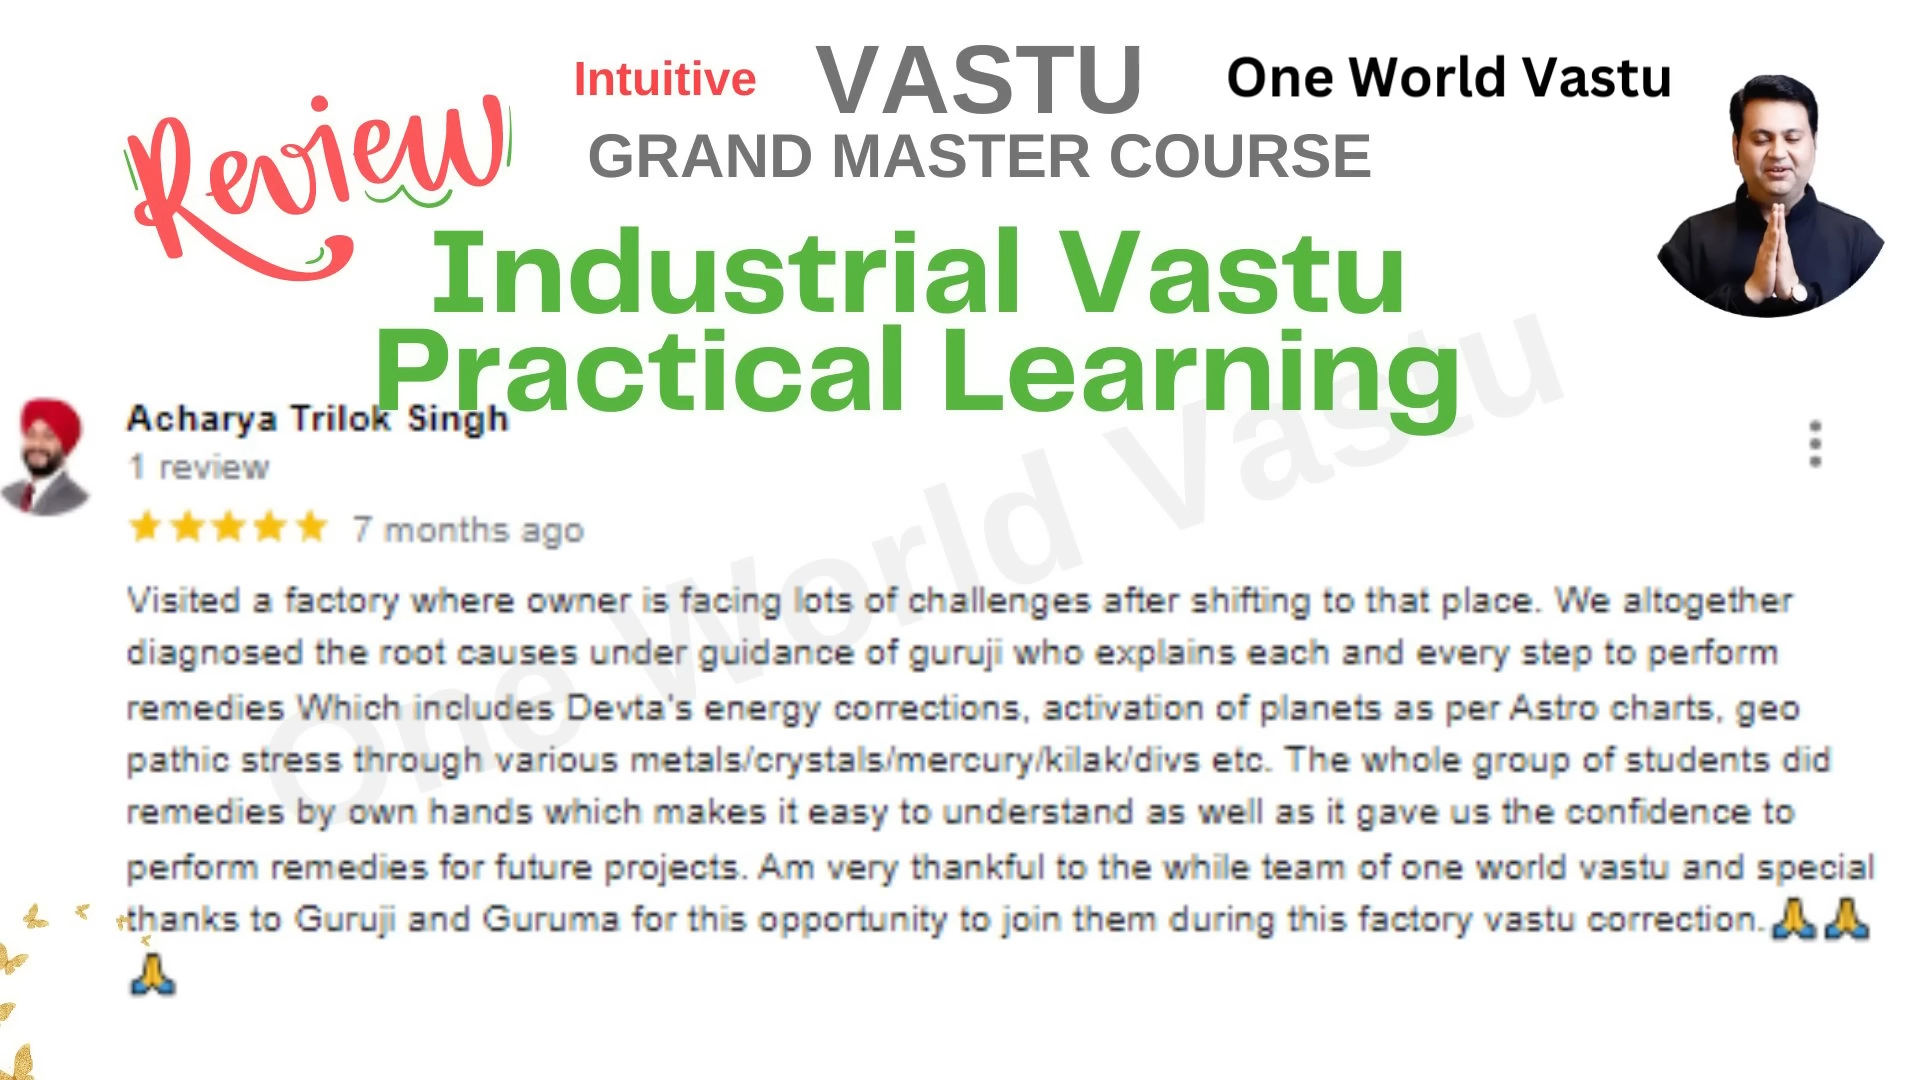 Review
Intuitive VASTU
GRAND MASTER COURSE
One World Vastu
Industrial Vastu
Practical Learning
Acharya Trilok Singh
1 review
7 months ago
Visited a factory where owner is facing lots of challenges after shifting to that place. We altogether
diagnosed the root causes under guidance of guruji who explains each and every step to perform
remedies Which includes Devta's energy corrections, activation of planets as per Astro charts, geo
pathic stress through various metals/crystals/mercury/kilak/divs etc. The whole group of students did
remedies by own hands which makes it easy to understand as well as it gave us the confidence to
perform remedies for future projects. Am very thankful to the while team of one world vastu and special
thanks to Guruji and Guruma for this opportunity to join them during this factory vastu correction.🙏🙏
🙏
One World Vastu